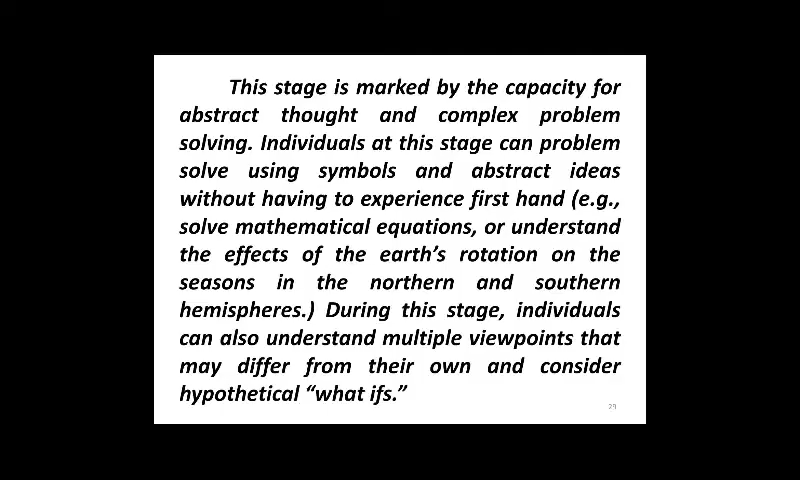 This stage is marked by the capacity for
abstract thought and complex problem
solving. Individuals at this stage can problem
solve using symbols and abstract ideas
without having to experience first hand (e.g.,
solve mathematical equations, or understand
the effects of the earth’s rotation on the
seasons in the northern and southern
hemispheres.) During this stage, individuals
can also understand multiple viewpoints that
may differ from their own and consider
hypothetical “what ifs.”
29